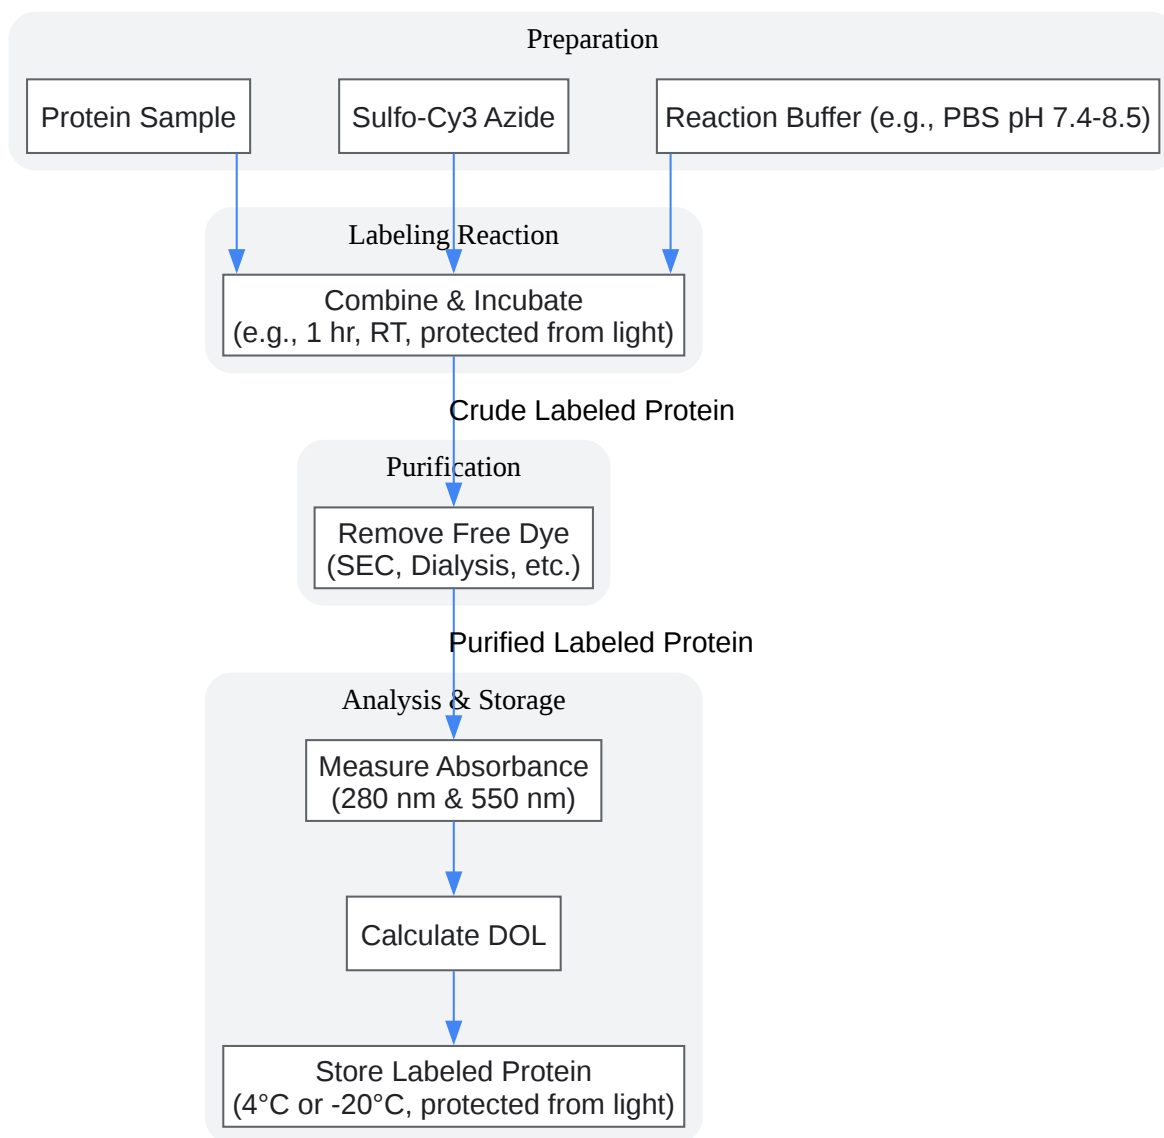 Preparation
Protein Sample
Sulfo-Cy3 Azide
Reaction Buffer (e.g., PBS pH 7.4-8.5)
Labeling Reaction
Combine & Incubate
(e.g., 1 hr, RT, protected from light)
Crude Labeled Protein
Purification
Remove Free Dye
(SEC, Dialysis, etc.)
Purified Labeled Protein
Analysis & Storage
Measure Absorbance
(280 nm & 550 nm)
Calculate DOL
Store Labeled Protein
(4°C or -20°C, protected from light)